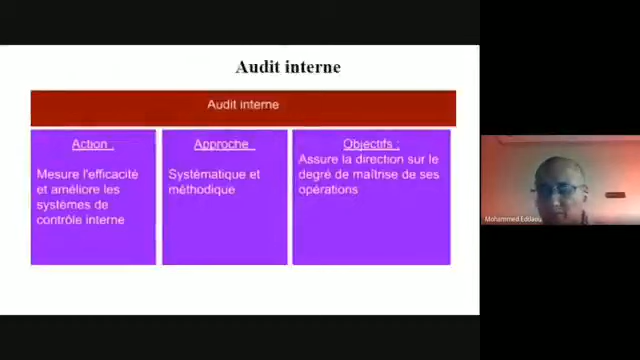 Audit interne
Audit interne
Action :
Mesure l'efficacité
et améliore les
systèmes de
contrôle interne
Approche
Systématique et
méthodique
Objectifs :
Assure la direction sur le
degré de maîtrise de ses
opérations
Mohammed